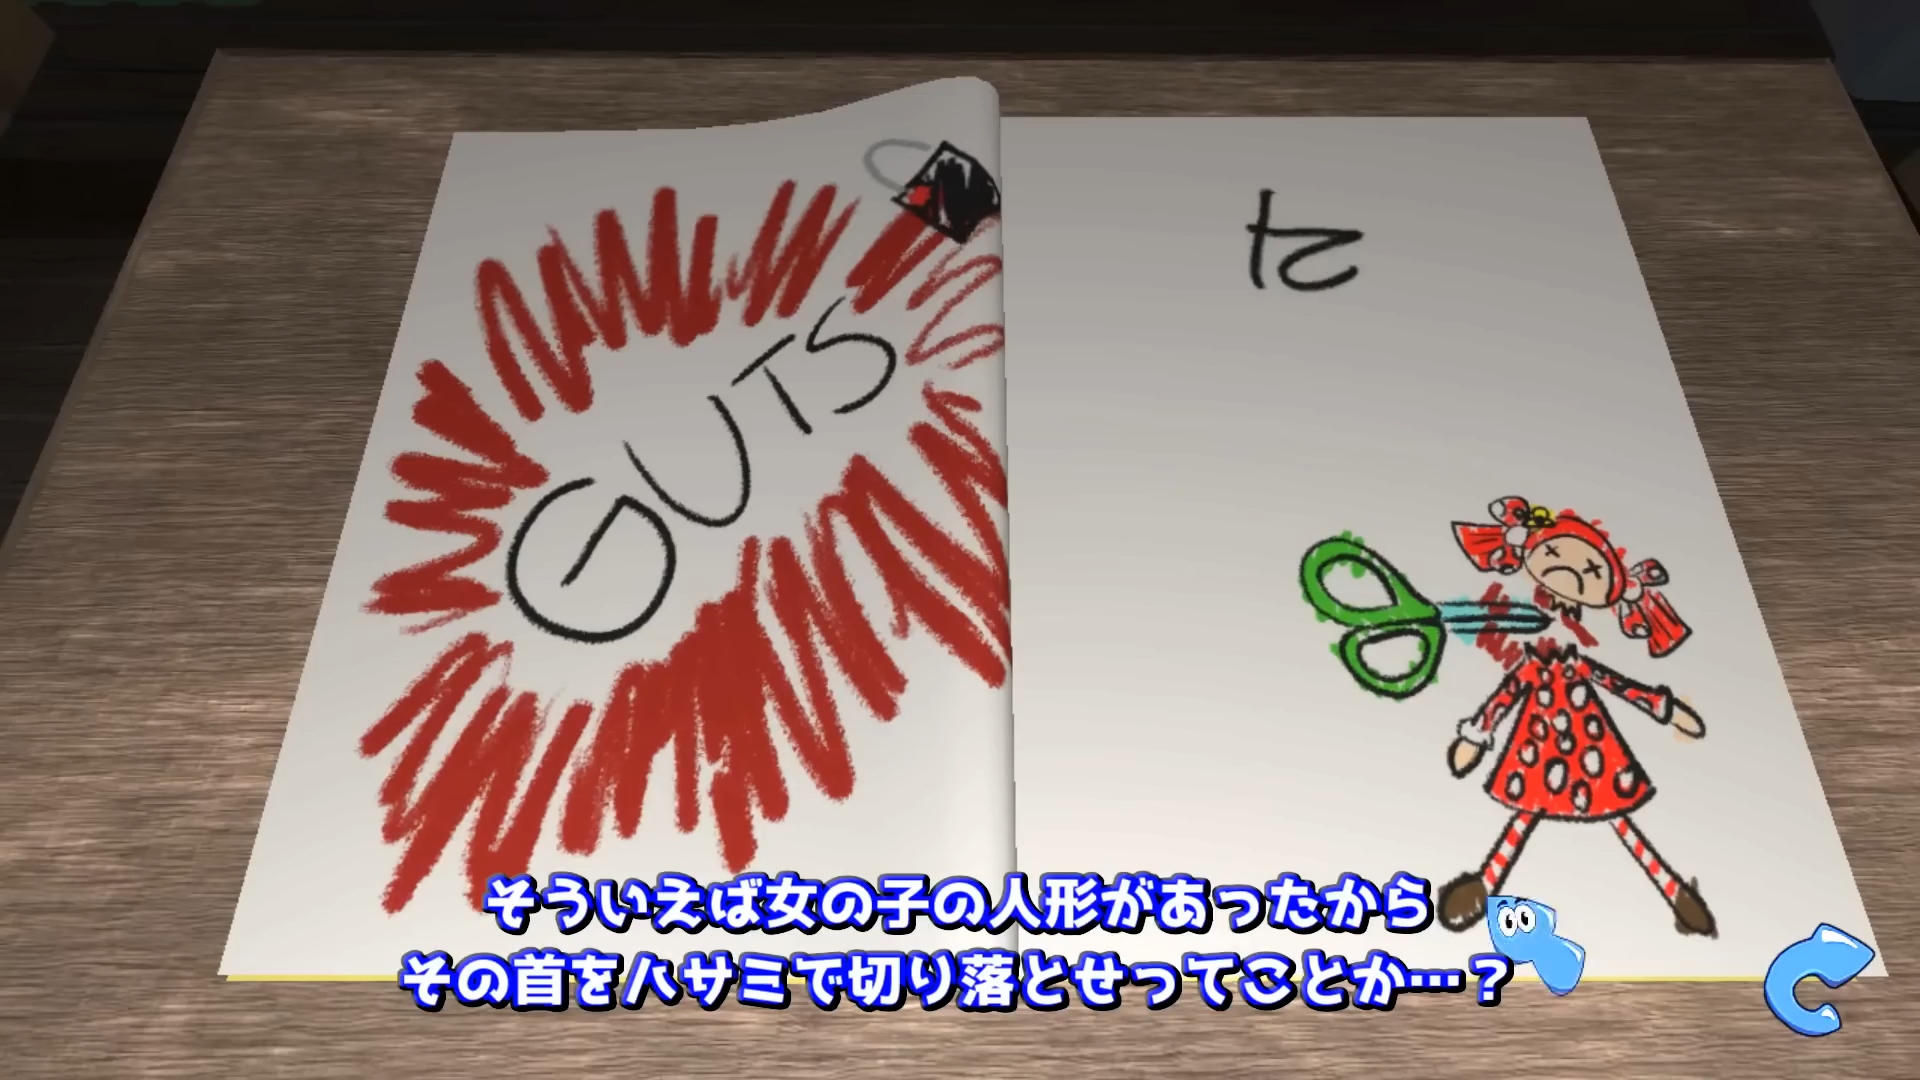 GUTS
そういえば女の子の人形があったから
その首をハサミで切り落とせってことか…？